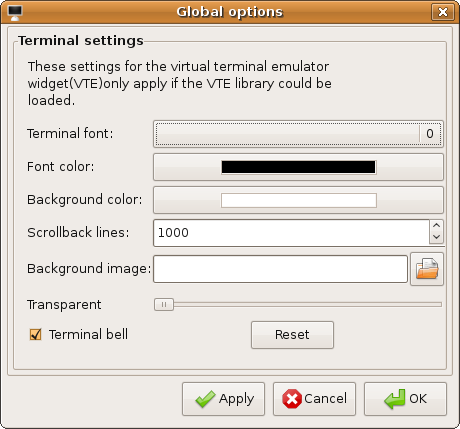 Global options
Terminal settings
These settings for the virtual terminal emulator
widget(VTE)only apply if the VTE library could be
loaded.
Terminal font: 0
Font color:
Background color:
Scrollback lines: 1000
Background image:
Transparent
Terminal bell Reset
Apply Cancel OK